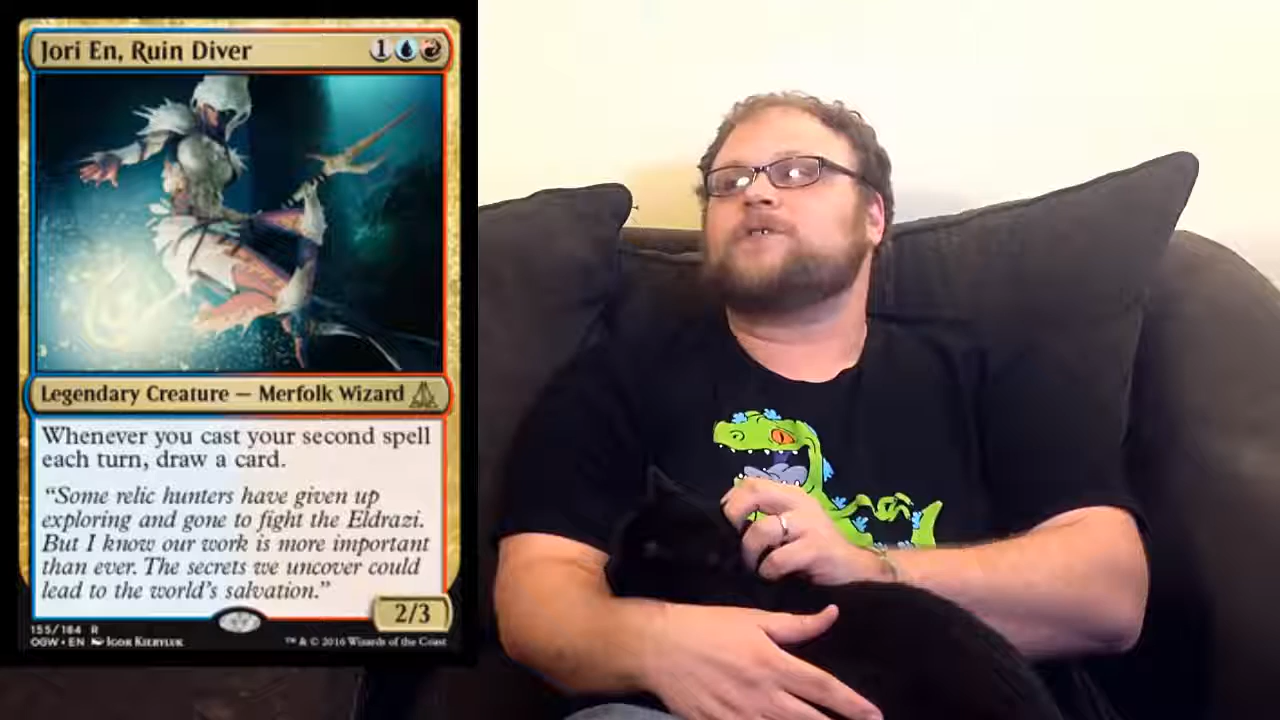 Jori En, Ruin Diver 1
Legendary Creature — Merfolk Wizard
Whenever you cast your second spell
each turn, draw a card.
“Some relic hunters have given up
exploring and gone to fight the Eldrazi.
But I know our work is more important
than ever. The secrets we uncover could
lead to the world’s salvation.”
2/3
155/184 R
OGW • EN Igor Kieryluk
™ & © 2016 Wizards of the Coast